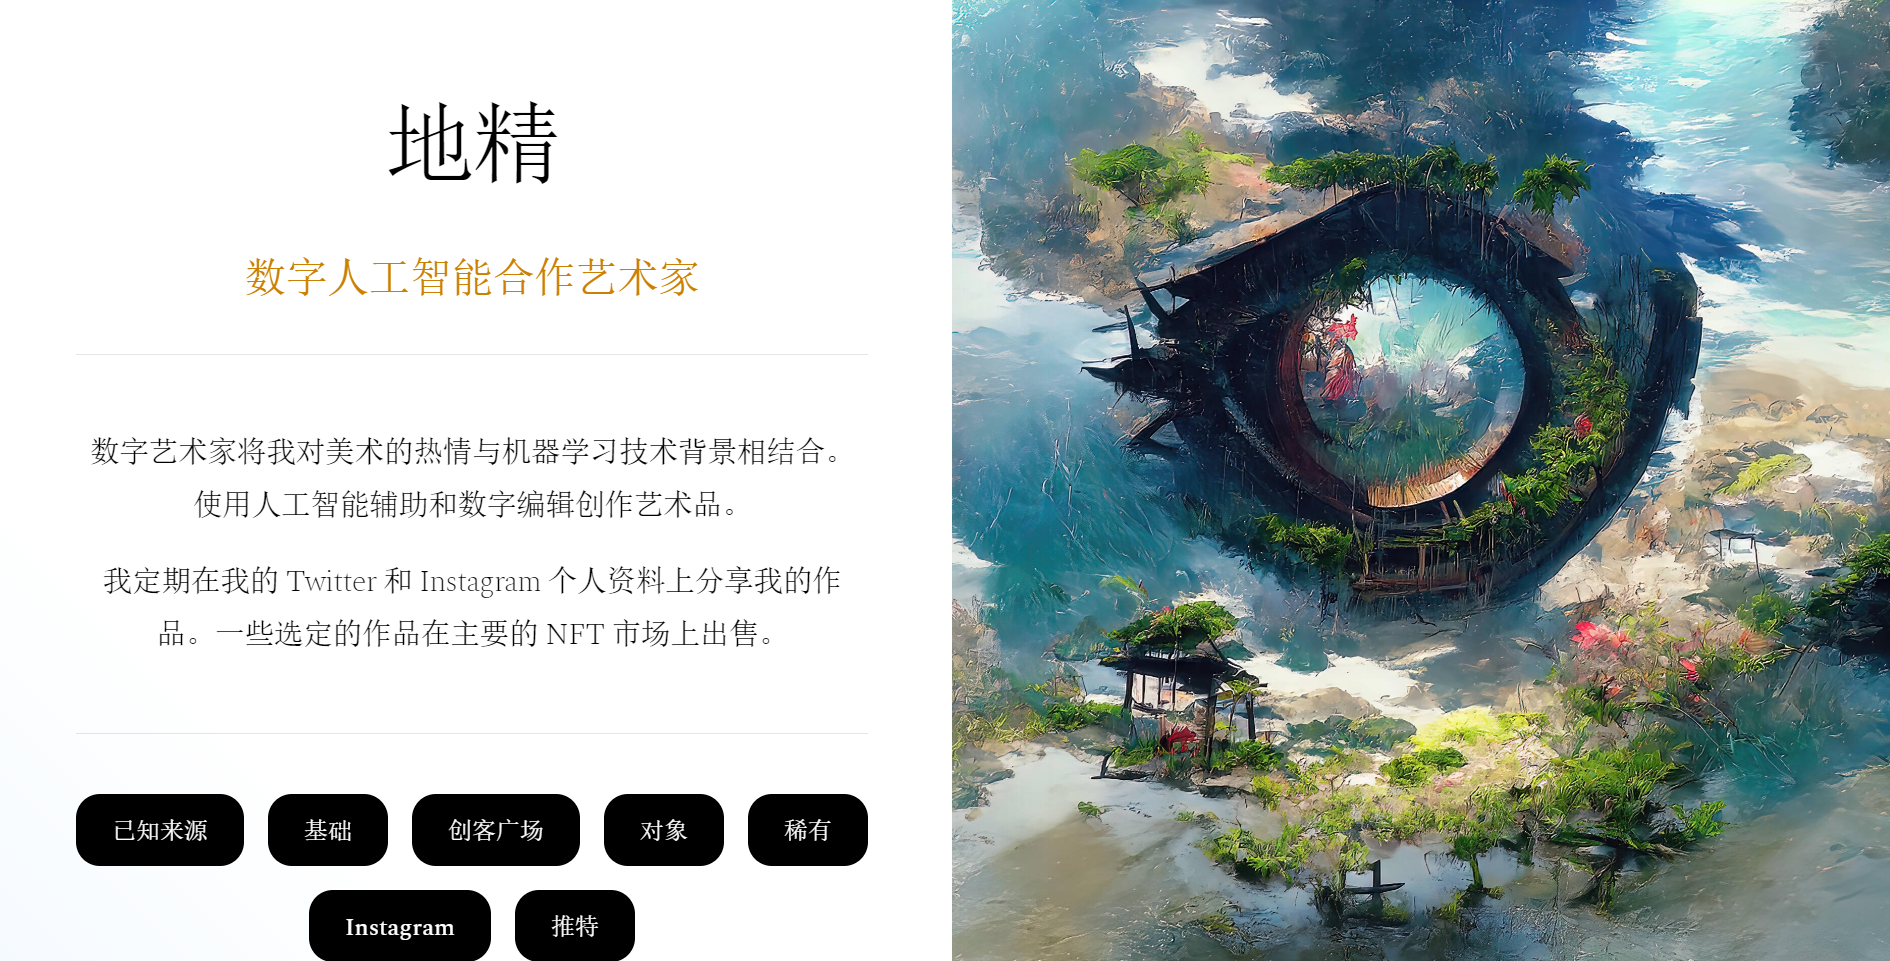 地精
数字人工智能合作艺术家
数字艺术家将我对美术的热情与机器学习技术背景相结合。
使用人工智能辅助和数字编辑创作艺术品。
我定期在我的 Twitter 和 Instagram 个人资料上分享我的作
品。一些选定的作品在主要的 NFT 市场上出售。
已知来源
基础
创客广场
对象
稀有
Instagram
推特